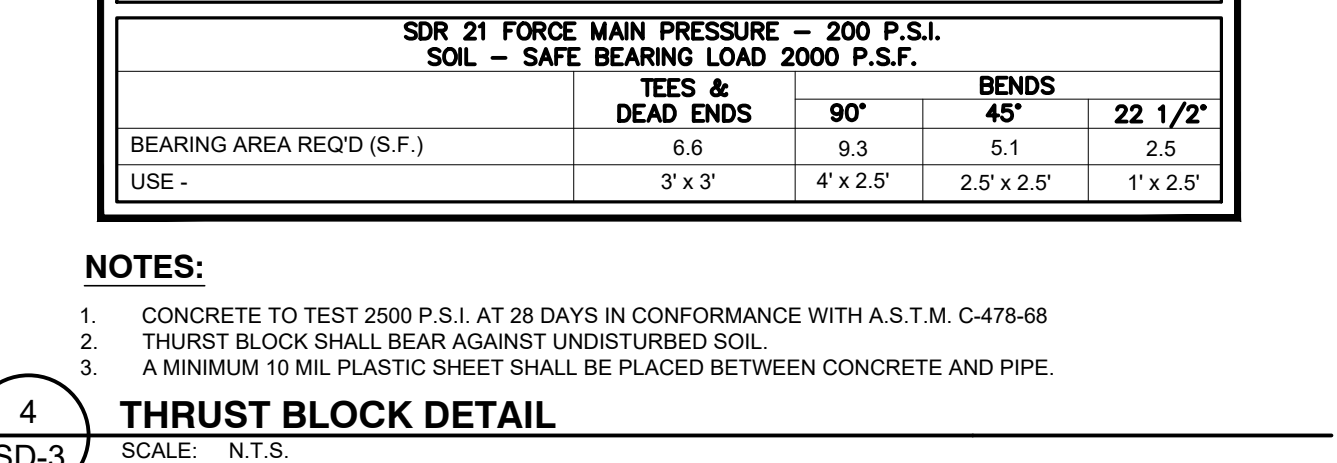 SDR 21 FORCE MAIN PRESSURE – 200 P.S.I.
SOIL – SAFE BEARING LOAD 2000 P.S.F.
TEES & DEAD ENDS
BENDS
90° 45° 22 1/2°
BEARING AREA REQ'D (S.F.) 6.6 9.3 5.1 2.5
USE - 3' x 3' 4' x 2.5' 2.5' x 2.5' 1' x 2.5'
NOTES:
1. CONCRETE TO TEST 2500 P.S.I. AT 28 DAYS IN CONFORMANCE WITH A.S.T.M. C-478-68
2. THURST BLOCK SHALL BEAR AGAINST UNDISTURBED SOIL.
3. A MINIMUM 10 MIL PLASTIC SHEET SHALL BE PLACED BETWEEN CONCRETE AND PIPE.
4
SD-3
THRUST BLOCK DETAIL
SCALE: N.T.S.